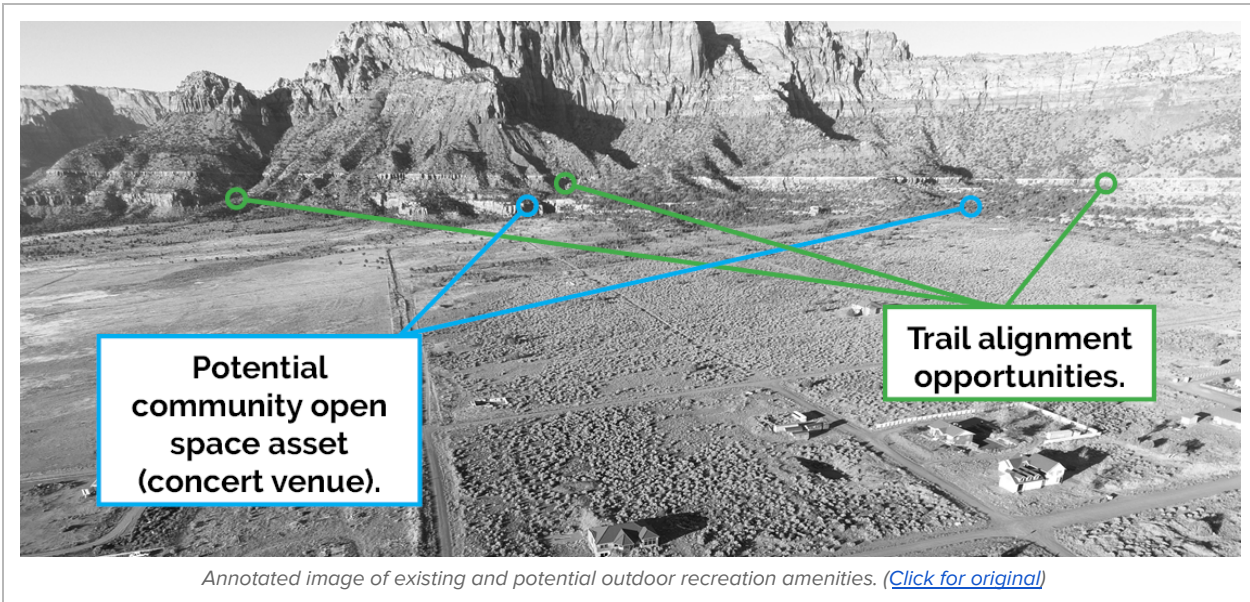 Potential
community open
space asset
(concert venue).
Trail alignment
opportunities.
Annotated image of existing and potential outdoor recreation amenities. (Click for original)